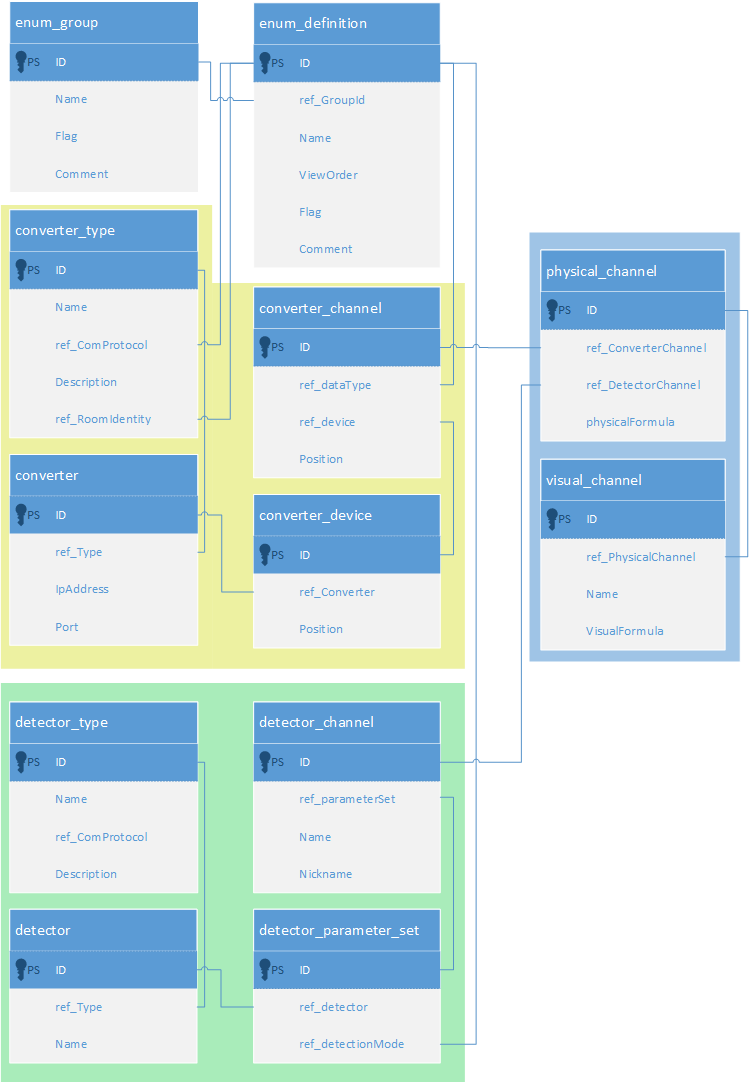 enum_group
PS ID
Name
Flag
Comment
enum_definition
PS ID
ref_GroupId
Name
ViewOrder
Flag
Comment
converter_type
PS ID
Name
ref_ComProtocol
Description
ref_RoomIdentity
converter_channel
PS ID
ref_dataType
ref_device
Position
converter
PS ID
ref_Type
IpAddress
Port
converter_device
PS ID
ref_Converter
Position
physical_channel
PS ID
ref_ConverterChannel
ref_DetectorChannel
physicalFormula
visual_channel
PS ID
ref_PhysicalChannel
Name
VisualFormula
detector_type
PS ID
Name
ref_ComProtocol
Description
detector_channel
PS ID
ref_parameterSet
Name
Nickname
detector
PS ID
ref_Type
Name
detector_parameter_set
PS ID
ref_detector
ref_detectionMode